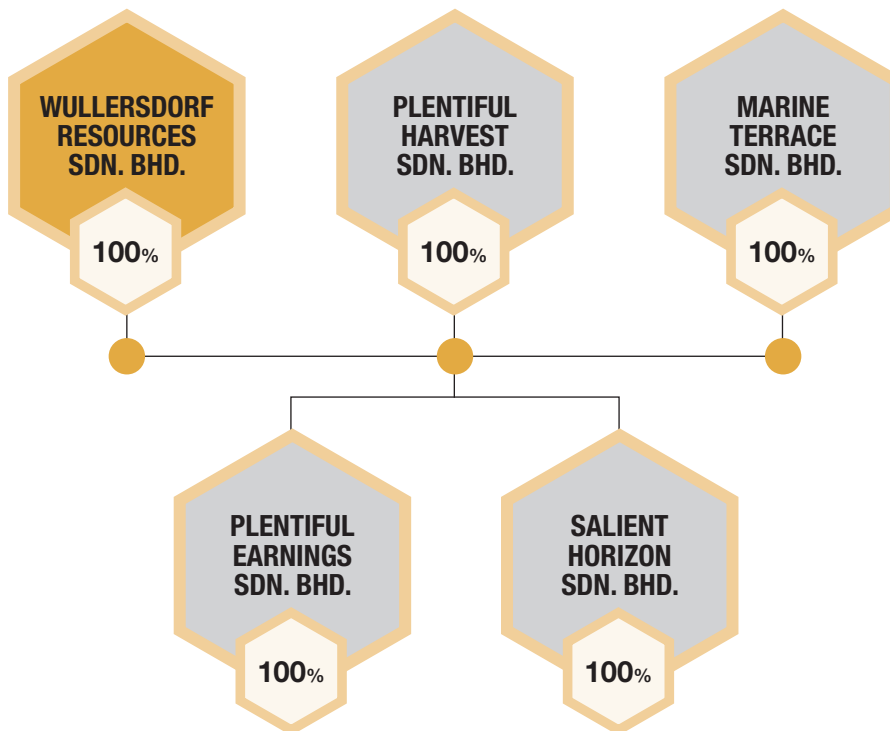 WULLERSDORF
RESOURCES
SDN. BHD.
100%
PLENTIFUL
HARVEST
SDN. BHD.
100%
MARINE
TERRACE
SDN. BHD.
100%
PLENTIFUL
EARNINGS
SDN. BHD.
100%
SALIENT
HORIZON
SDN. BHD.
100%